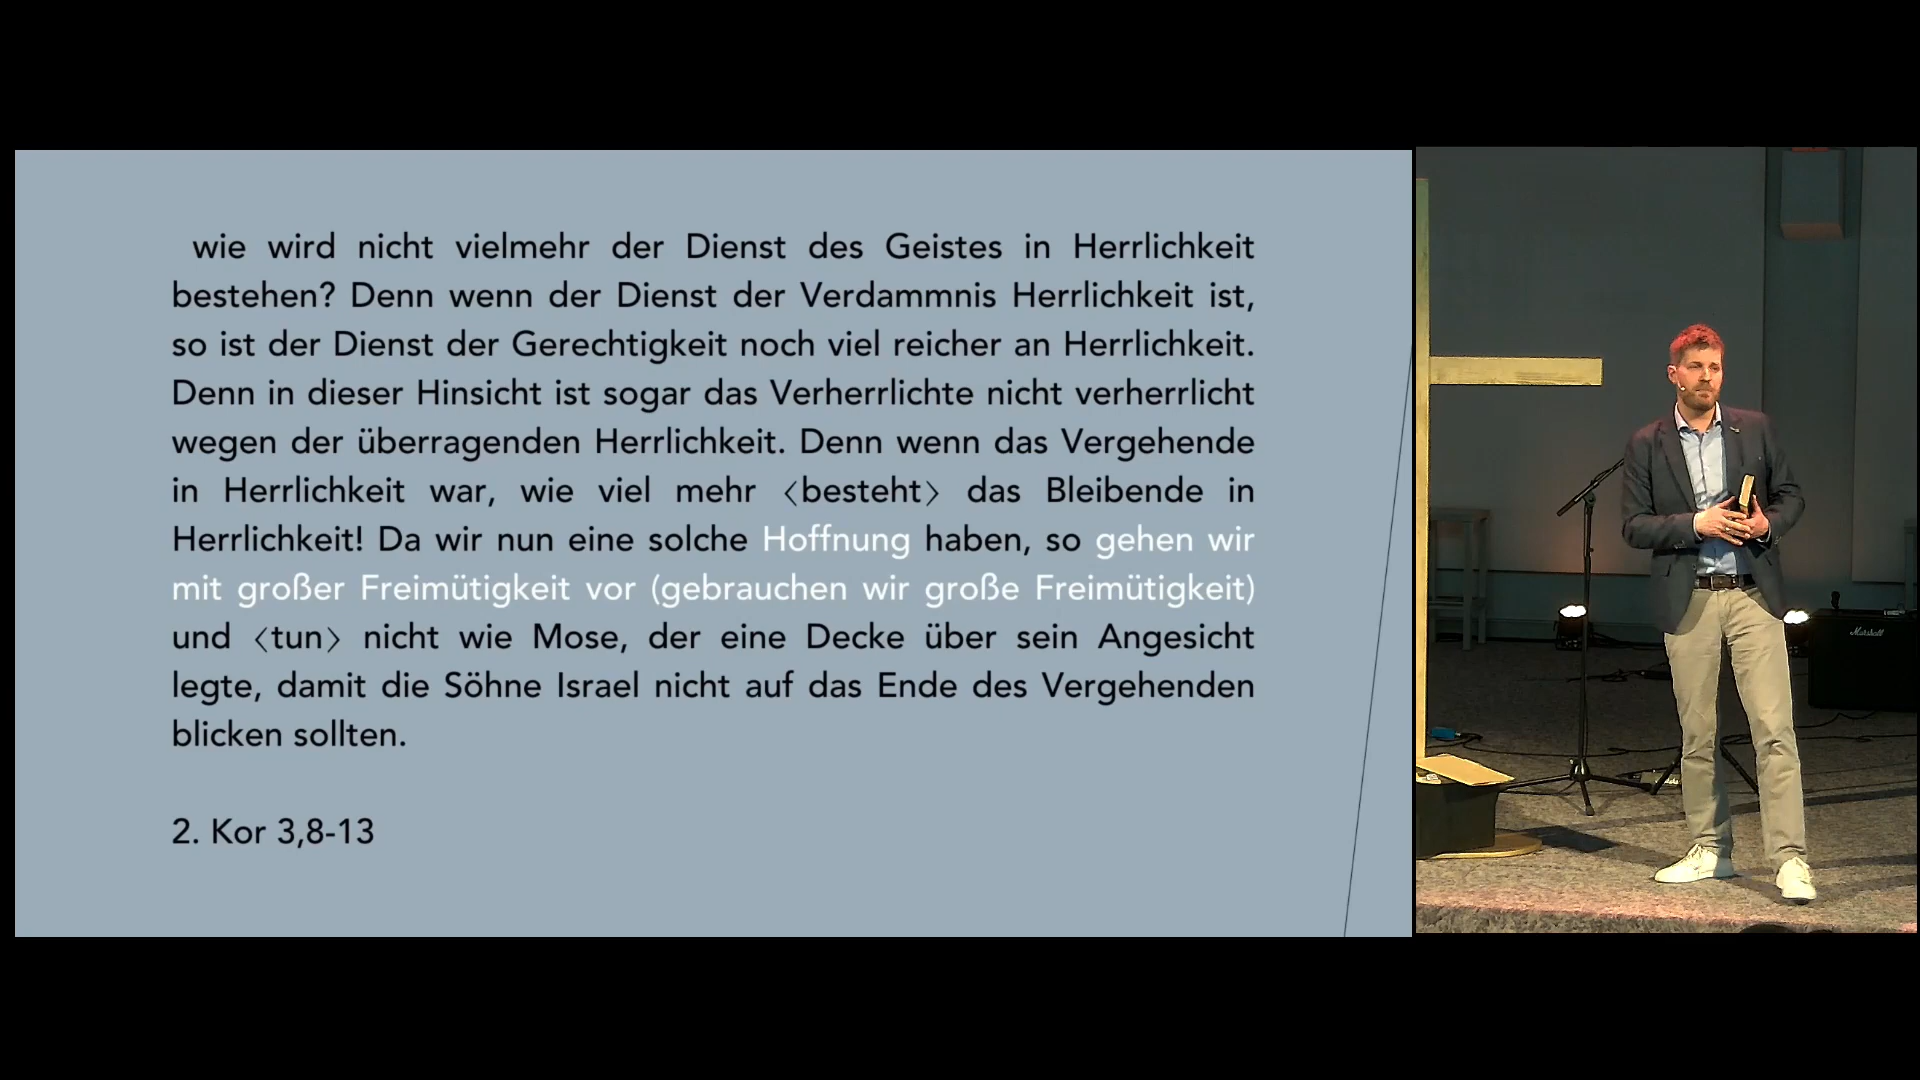 wie wird nicht vielmehr der Dienst des Geistes in Herrlichkeit
bestehen? Denn wenn der Dienst der Verdammnis Herrlichkeit ist,
so ist der Dienst der Gerechtigkeit noch viel reicher an Herrlichkeit.
Denn in dieser Hinsicht ist sogar das Verherrlichte nicht verherrlicht
wegen der überragenden Herrlichkeit. Denn wenn das Vergehende
in Herrlichkeit war, wie viel mehr 〈besteht〉 das Bleibende in
Herrlichkeit! Da wir nun eine solche Hoffnung haben, so gehen wir
mit großer Freimütigkeit vor (gebrauchen wir große Freimütigkeit)
und 〈tun〉 nicht wie Mose, der eine Decke über sein Angesicht
legte, damit die Söhne Israel nicht auf das Ende des Vergehenden
blicken sollten.
2. Kor 3,8-13
Marshall